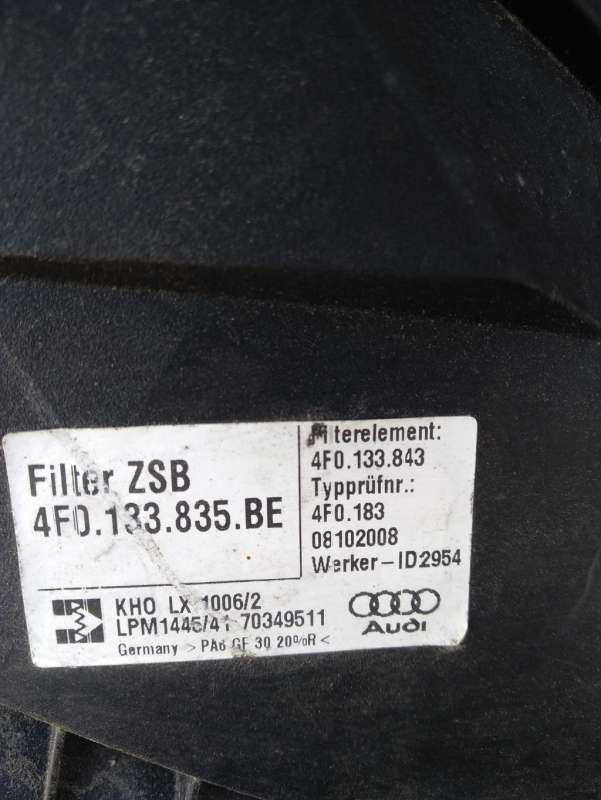 Filter ZSB
4F0.133.835.BE
Filterelement:
4F0.133.843
Typprüfnr.:
4F0.183
08102008
Werker-ID2954
KHO LX 1006/2
LPM1445/41 70349511
Germany > PA6 GF 30 20%R <
Audi